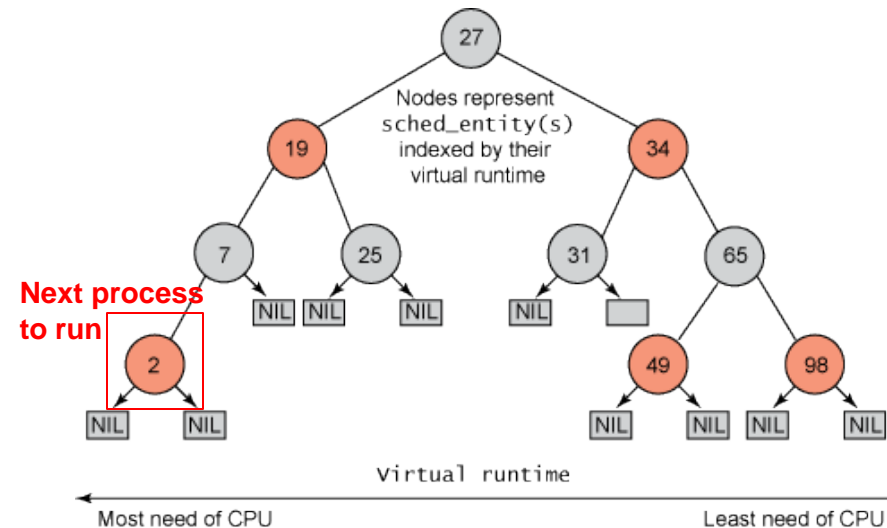 27
Nodes represent
sched_entity(s)
indexed by their
virtual runtime
19
34
7
25
31
65
Next process
to run
NIL
NIL
NIL
NIL
2
49
98
NIL
NIL
NIL
NIL
NIL
NIL
Virtual runtime
Most need of CPU
Least need of CPU